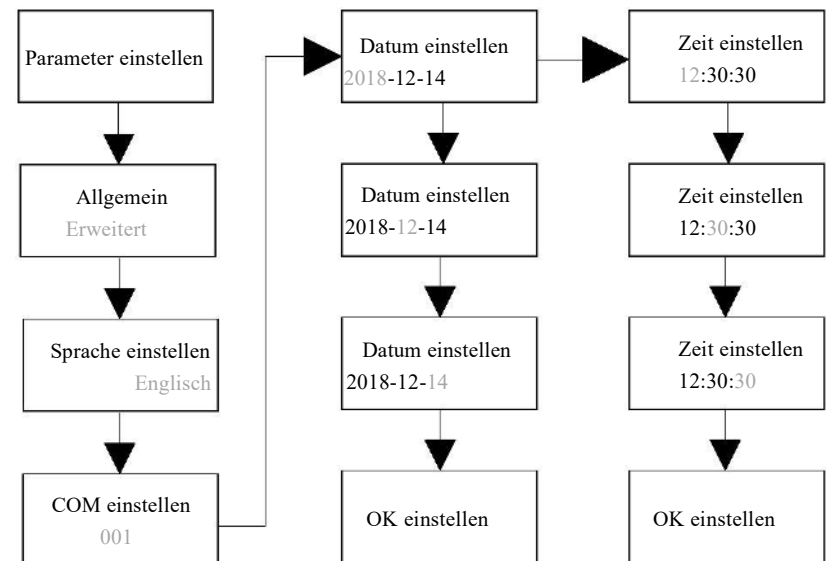 Parameter einstellen
Allgemein
Erweitert
Sprache einstellen
Englisch
COM einstellen
001
Datum einstellen
2018-12-14
Datum einstellen
2018-12-14
Datum einstellen
2018-12-14
OK einstellen
Zeit einstellen
12:30:30
Zeit einstellen
12:30:30
Zeit einstellen
12:30:30
OK einstellen